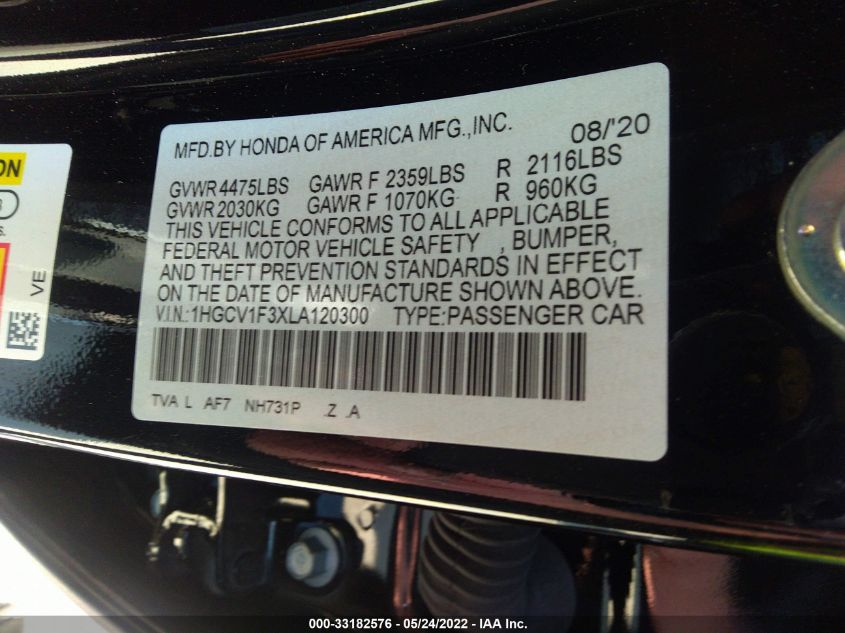 MFD.BY HONDA OF AMERICA MFG.,INC. 08/'20
GVWR 4475LBS GAWR F 2359LBS R 2116LBS
GVWR 2030KG GAWR F 1070KG R 960KG
THIS VEHICLE CONFORMS TO ALL APPLICABLE
FEDERAL MOTOR VEHICLE SAFETY , BUMPER,
AND THEFT PREVENTION STANDARDS IN EFFECT
ON THE DATE OF MANUFACTURE SHOWN ABOVE.
V.I.N.:1HGCV1F3XLA120300 TYPE:PASSENGER CAR
TVA L AF7 NH731P .Z .A
ON
s.
VE
000-33182576 - 05/24/2022 - IAA Inc.